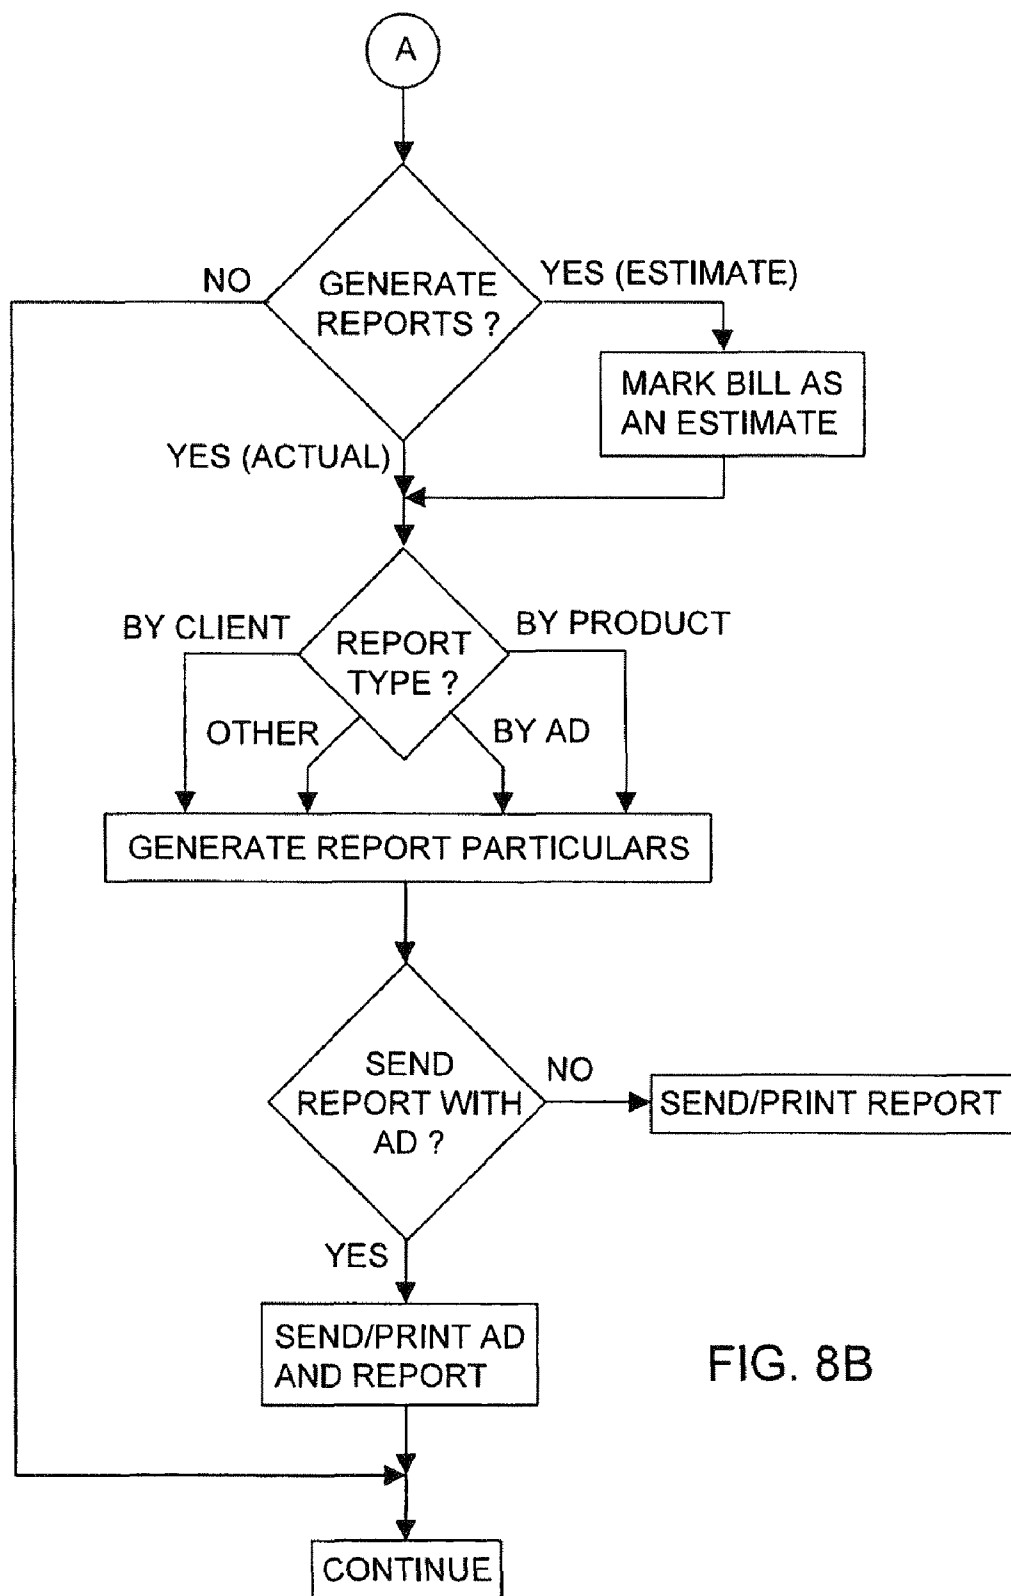 A
GENERATE
REPORTS ?
NO
YES (ESTIMATE)
MARK BILL AS
AN ESTIMATE
YES (ACTUAL)
REPORT
TYPE ?
BY CLIENT
BY PRODUCT
OTHER
BY AD
GENERATE REPORT PARTICULARS
SEND
REPORT WITH
AD ?
NO
SEND/PRINT REPORT
YES
SEND/PRINT AD
AND REPORT
FIG. 8B
CONTINUE